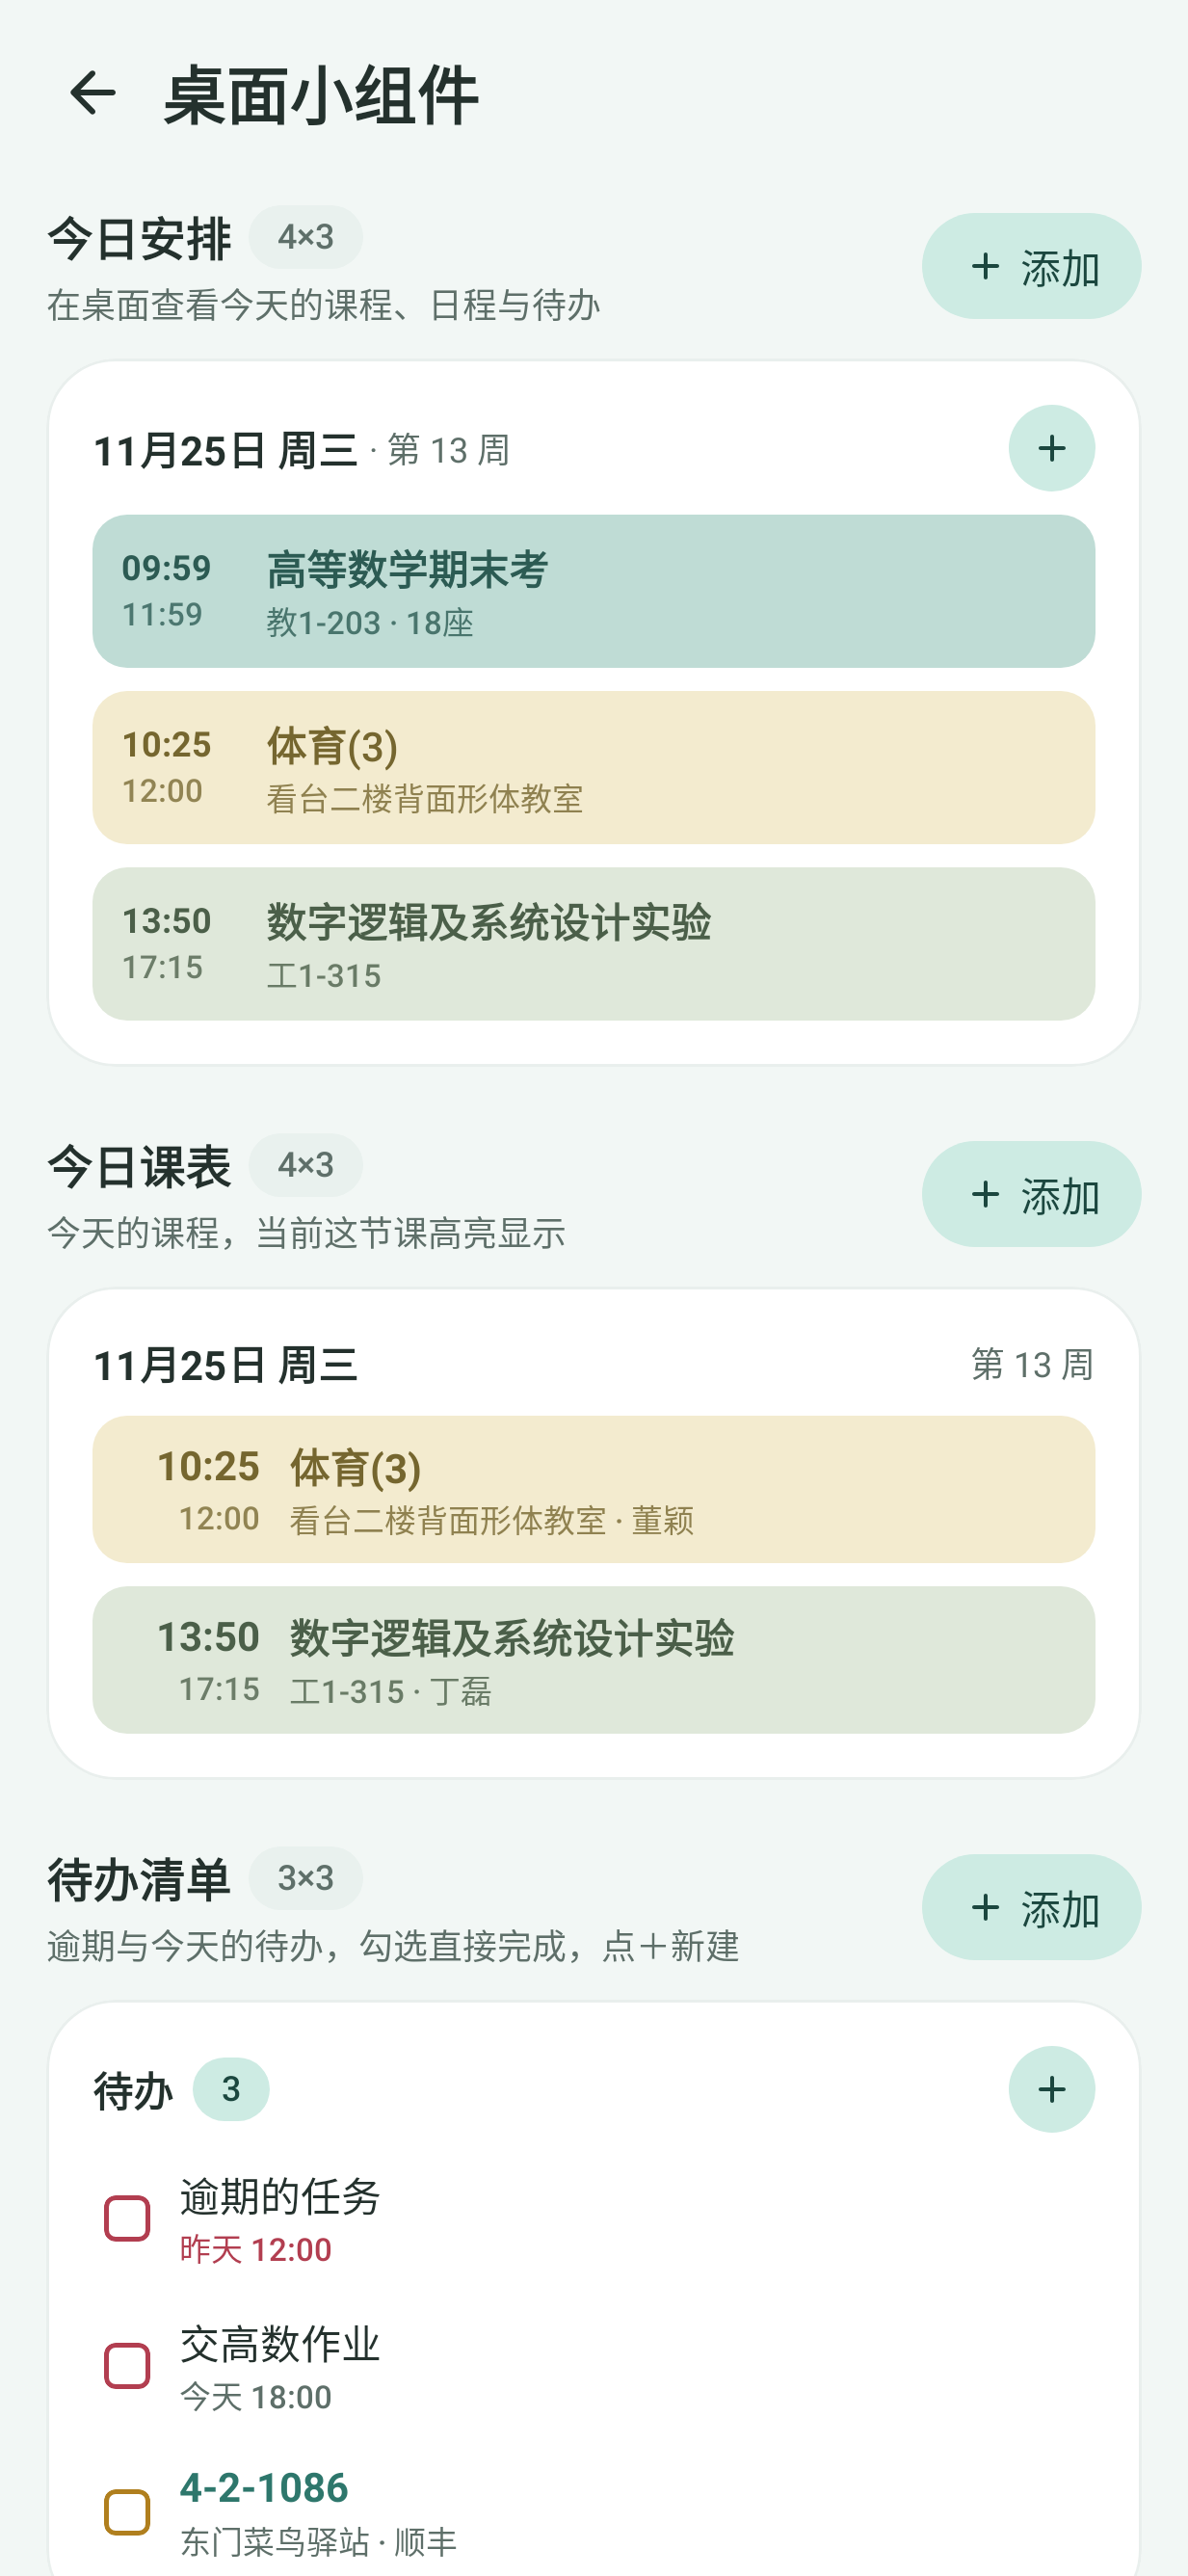 桌面小组件
今日安排 4×3
在桌面查看今天的课程、日程与待办
+ 添加
11月25日 周三 · 第 13 周
+
09:59 高等数学期末考
11:59 教1-203 · 18座
10:25 体育(3)
12:00 看台二楼背面形体教室
13:50 数字逻辑及系统设计实验
17:15 工1-315
今日课表 4×3
今天的课程，当前这节课高亮显示
+ 添加
11月25日 周三 第 13 周
10:25 体育(3)
12:00 看台二楼背面形体教室 · 董颖
13:50 数字逻辑及系统设计实验
17:15 工1-315 · 丁磊
待办清单 3×3
逾期与今天的待办，勾选直接完成，点＋新建
+ 添加
待办 3
+
逾期的任务
昨天 12:00
交高数作业
今天 18:00
4-2-1086
东门菜鸟驿站 · 顺丰